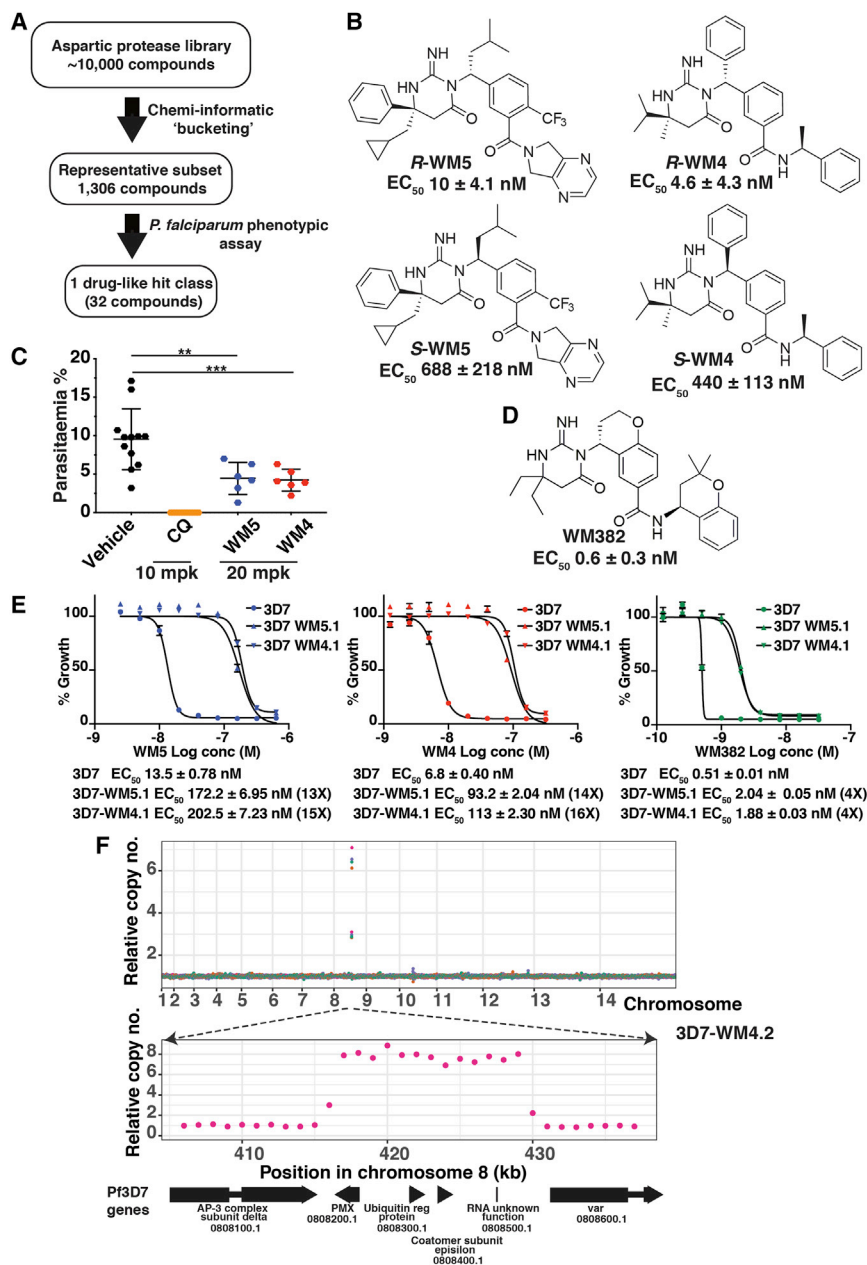 A
Aspartic protease library
~10,000 compounds
Chemi-informatic
'bucketing'
Representative subset
1,306 compounds
P. falciparum phenotypic
assay
1 drug-like hit class
(32 compounds)
B
NH
HN
N
O
CF3
O
N
N
N
R-WM5
EC50 10 ± 4.1 nM
NH
HN
N
O
O
N
H
R-WM4
EC50 4.6 ± 4.3 nM
NH
HN
N
O
CF3
O
N
N
N
S-WM5
EC50 688 ± 218 nM
NH
HN
N
O
O
N
H
S-WM4
EC50 440 ± 113 nM
C
Parasitaemia %
20
15
10
5
0
**
***
Vehicle
CQ
WM5
WM4
10 mpk
20 mpk
D
NH
HN
N
O
O
O
N
H
O
WM382
EC50 0.6 ± 0.3 nM
E
% Growth
100
50
0
-9
-8
-7
-6
WM5 Log conc (M)
3D7
3D7 WM5.1
3D7 WM4.1
3D7 EC50 13.5 ± 0.78 nM
3D7-WM5.1 EC50 172.2 ± 6.95 nM (13X)
3D7-WM4.1 EC50 202.5 ± 7.23 nM (15X)
% Growth
100
50
0
-9
-8
-7
-6
WM4 Log conc (M)
3D7
3D7 WM5.1
3D7 WM4.1
3D7 EC50 6.8 ± 0.40 nM
3D7-WM5.1 EC50 93.2 ± 2.04 nM (14X)
3D7-WM4.1 EC50 113 ± 2.30 nM (16X)
% Growth
100
50
0
-10
-9
-8
-7
WM382 Log conc (M)
3D7
3D7 WM5.1
3D7 WM4.1
3D7 EC50 0.51 ± 0.01 nM
3D7-WM5.1 EC50 2.04 ± 0.05 nM (4X)
3D7-WM4.1 EC50 1.88 ± 0.03 nM (4X)
F
Relative copy no.
6
4
2
1 2 3 4 5 6 7 8 9 10 11 12 13 14 Chromosome
3D7-WM4.2
Relative copy no.
8
6
4
2
0
410
420
430
Position in chromosome 8 (kb)
Pf3D7
genes
AP-3 complex
subunit delta
0808100.1
PMX
0808200.1
Ubiquitin reg
protein
0808300.1
Coatomer subunit
episilon
0808400.1
RNA unknown
function
0808500.1
var
0808600.1